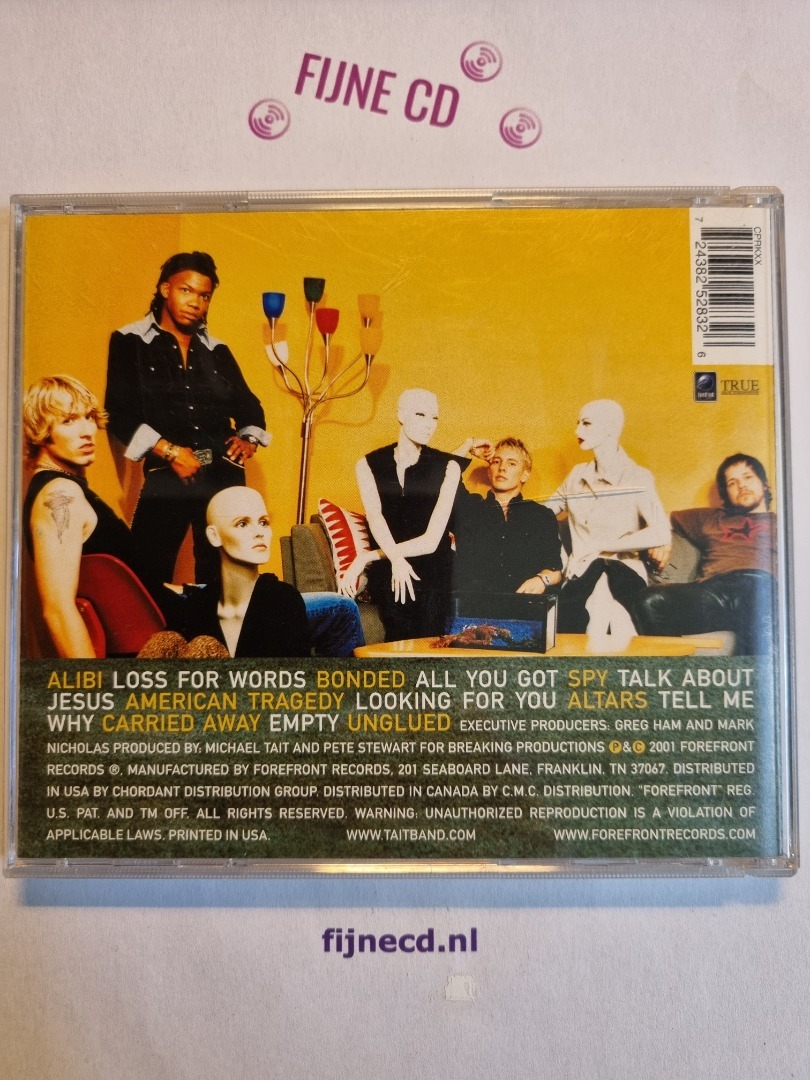 FIJNE CD
CPRKXX
7 24382 52832 6
TRUE
ALIBI LOSS FOR WORDS BONDED ALL YOU GOT SPY TALK ABOUT
JESUS AMERICAN TRAGEDY LOOKING FOR YOU ALTARS TELL ME
WHY CARRIED AWAY EMPTY UNGLUED EXECUTIVE PRODUCERS: GREG HAM AND MARK
NICHOLAS PRODUCED BY: MICHAEL TAIT AND PETE STEWART FOR BREAKING PRODUCTIONS Ⓟ & Ⓒ 2001 FOREFRONT
RECORDS ®. MANUFACTURED BY FOREFRONT RECORDS, 201 SEABOARD LANE, FRANKLIN, TN 37067. DISTRIBUTED
IN USA BY CHORDANT DISTRIBUTION GROUP. DISTRIBUTED IN CANADA BY C.M.C. DISTRIBUTION. "FOREFRONT" REG.
U.S. PAT. AND TM OFF. ALL RIGHTS RESERVED. WARNING: UNAUTHORIZED REPRODUCTION IS A VIOLATION OF
APPLICABLE LAWS. PRINTED IN USA. WWW.TAITBAND.COM WWW.FOREFRONTRECORDS.COM
fijnecd.nl